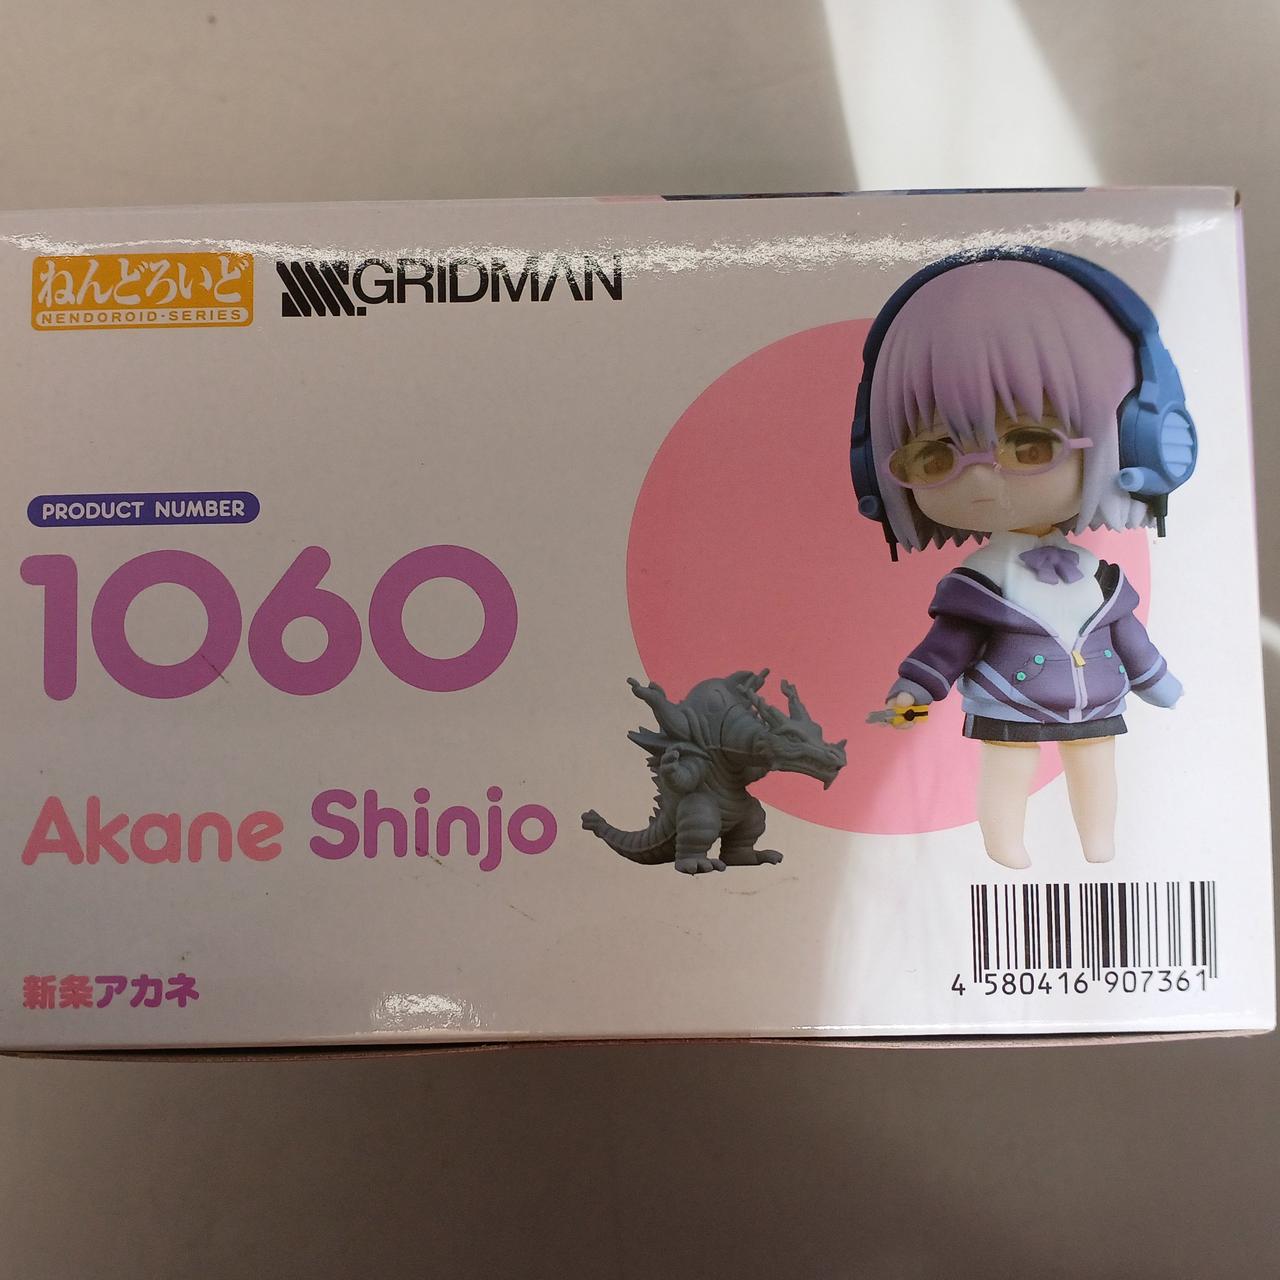 ねんどろいど
NENDOROID·SERIES
SSSS.GRIDMAN
PRODUCT NUMBER
1060
Akane Shinjo
新条アカネ
4 580416 907361